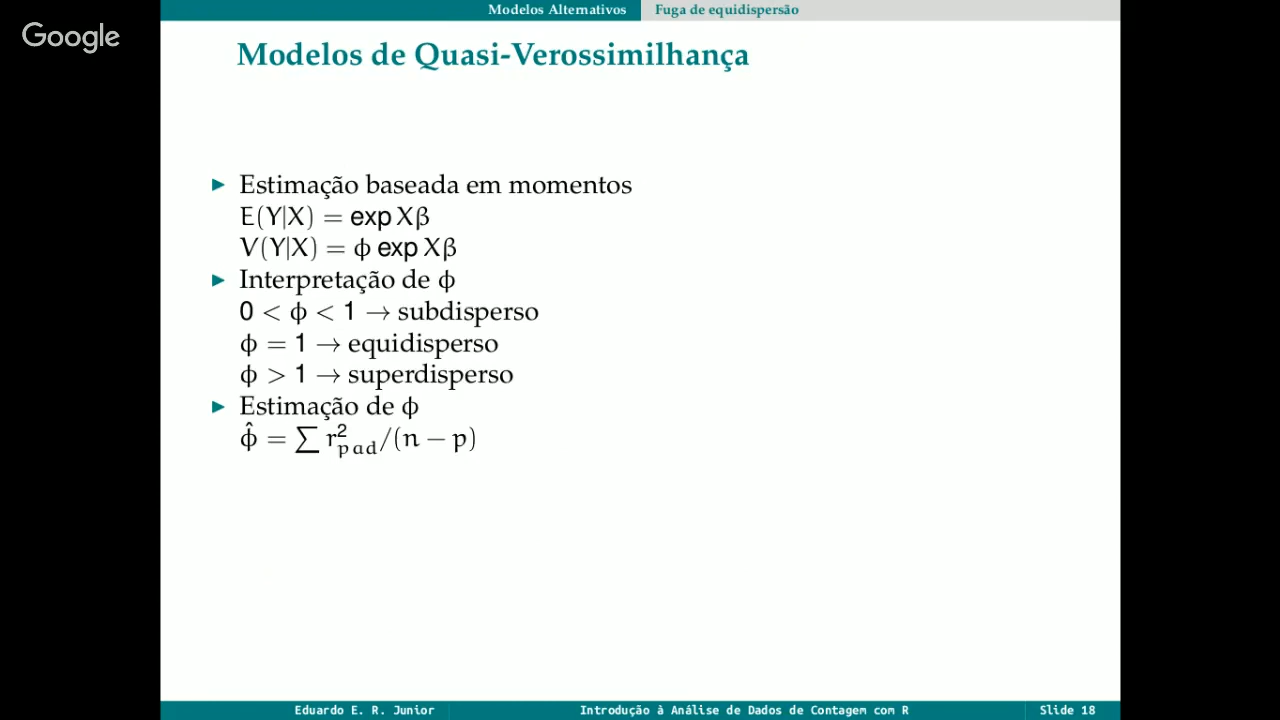 Modelos Alternativos Fuga de equidispersão
Google
Modelos de Quasi-Verossimilhança
▶ Estimação baseada em momentos
E(Y|X) = exp Xβ
V(Y|X) = ϕ exp Xβ
▶ Interpretação de ϕ
0 < ϕ < 1 → subdisperso
ϕ = 1 → equidisperso
ϕ > 1 → superdisperso
▶ Estimação de ϕ
ϕ̂ = ∑ r²_pad/(n − p)
Eduardo E. R. Junior Introdução à Análise de Dados de Contagem com R Slide 18